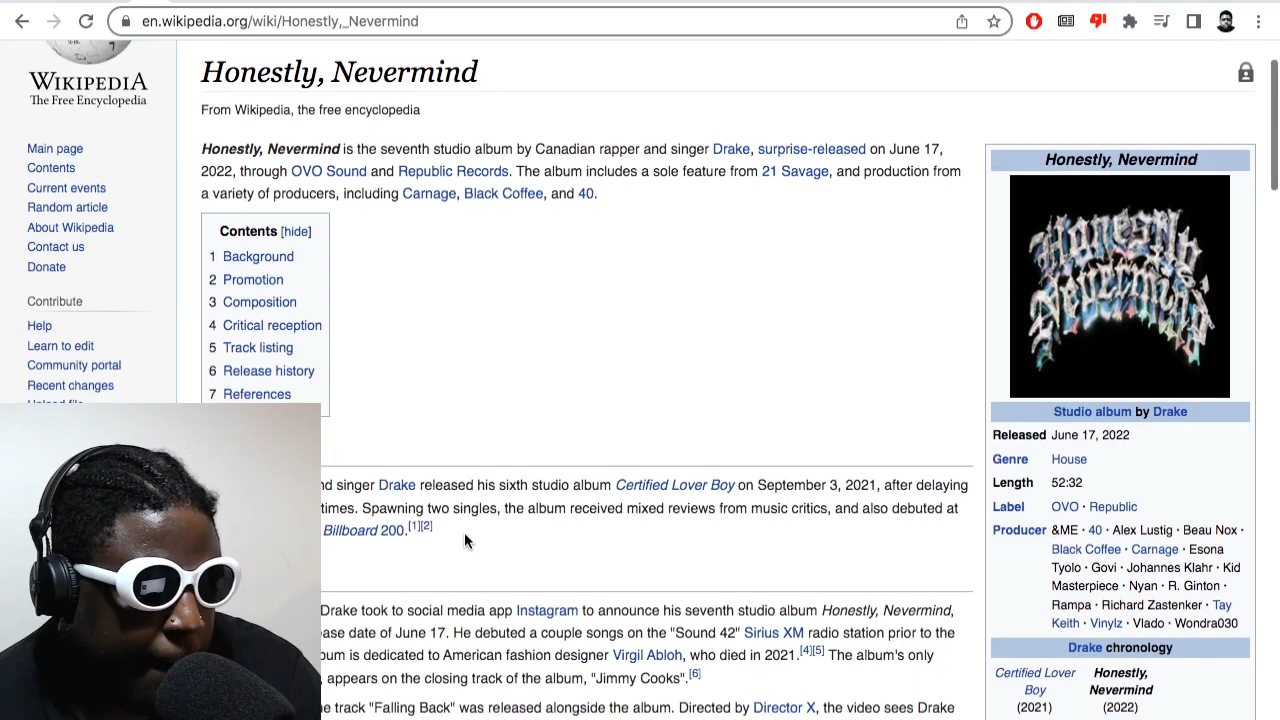 en.wikipedia.org/wiki/Honestly,_Nevermind
WIKIPEDIA
The Free Encyclopedia
Main page
Contents
Current events
Random article
About Wikipedia
Contact us
Donate
Contribute
Help
Learn to edit
Community portal
Recent changes
Honestly, Nevermind
From Wikipedia, the free encyclopedia
Honestly, Nevermind is the seventh studio album by Canadian rapper and singer Drake, surprise-released on June 17,
2022, through OVO Sound and Republic Records. The album includes a sole feature from 21 Savage, and production from
a variety of producers, including Carnage, Black Coffee, and 40.
Contents [hide]
1 Background
2 Promotion
3 Composition
4 Critical reception
5 Track listing
6 Release history
7 References
nd singer Drake released his sixth studio album Certified Lover Boy on September 3, 2021, after delaying
times. Spawning two singles, the album received mixed reviews from music critics, and also debuted at
Billboard 200.[1][2]
Drake took to social media app Instagram to announce his seventh studio album Honestly, Nevermind,
ase date of June 17. He debuted a couple songs on the "Sound 42" Sirius XM radio station prior to the
bum is dedicated to American fashion designer Virgil Abloh, who died in 2021.[4][5] The album's only
appears on the closing track of the album, "Jimmy Cooks".[6]
e track "Falling Back" was released alongside the album. Directed by Director X, the video sees Drake
Honestly, Nevermind
Honestly,
Nevermind
Studio album by Drake
Released June 17, 2022
Genre House
Length 52:32
Label OVO · Republic
Producer &ME · 40 · Alex Lustig · Beau Nox ·
Black Coffee · Carnage · Esona
Tyolo · Govi · Johannes Klahr · Kid
Masterpiece · Nyan · R. Ginton ·
Rampa · Richard Zastenker · Tay
Keith · Vinylz · Vlado · Wondra030
Drake chronology
Certified Lover
Boy
(2021)
Honestly,
Nevermind
(2022)